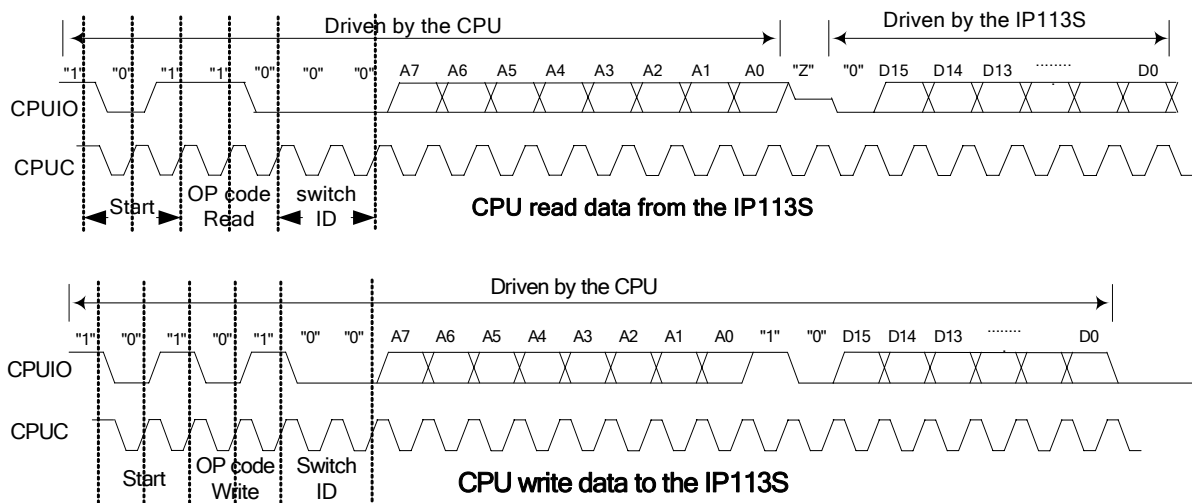 Driven by the CPU
Driven by the IP113S
"1" "0" "1" "1" "0" "0" "0" A7 A6 A5 A4 A3 A2 A1 A0 "Z" "0" D15 D14 D13 ........ D0
CPUIO
CPUC
Start
OP code
Read
switch
ID
CPU read data from the IP113S
Driven by the CPU
"1" "0" "1" "0" "1" "0" "0" A7 A6 A5 A4 A3 A2 A1 A0 "1" "0" D15 D14 D13 ........ D0
CPUIO
CPUC
Start
OP code
Write
Switch
ID
CPU write data to the IP113S